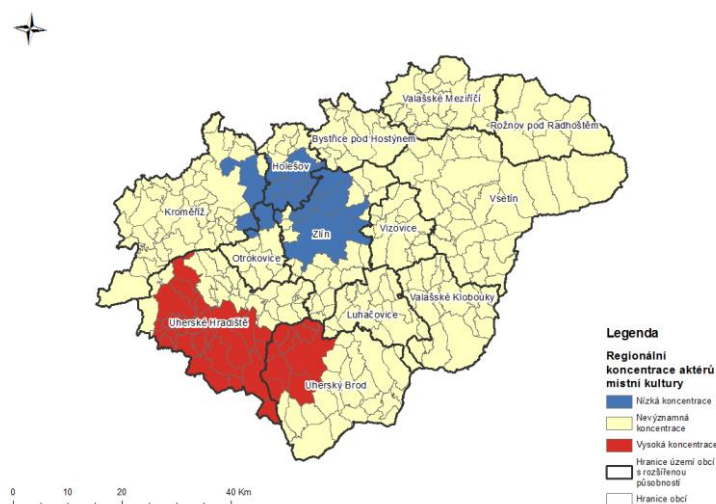 Valašské Meziříčí
Rožnov pod Radhoštěm
Bystřice pod Hostýnem
Holešov
Vsetín
Kroměříž
Zlín
Vizovice
Otrokovice
Valašské Klobouky
Luhačovice
Uherské Hradiště
Uherský Brod
Legenda
Regionální
koncentrace aktérů
místní kultury
Nízká koncentrace
Nevýznamná
koncentrace
Vysoká koncentrace
Hranice území obcí
s rozšířenou
působností
Hranice obcí
0 10 20 40 Km